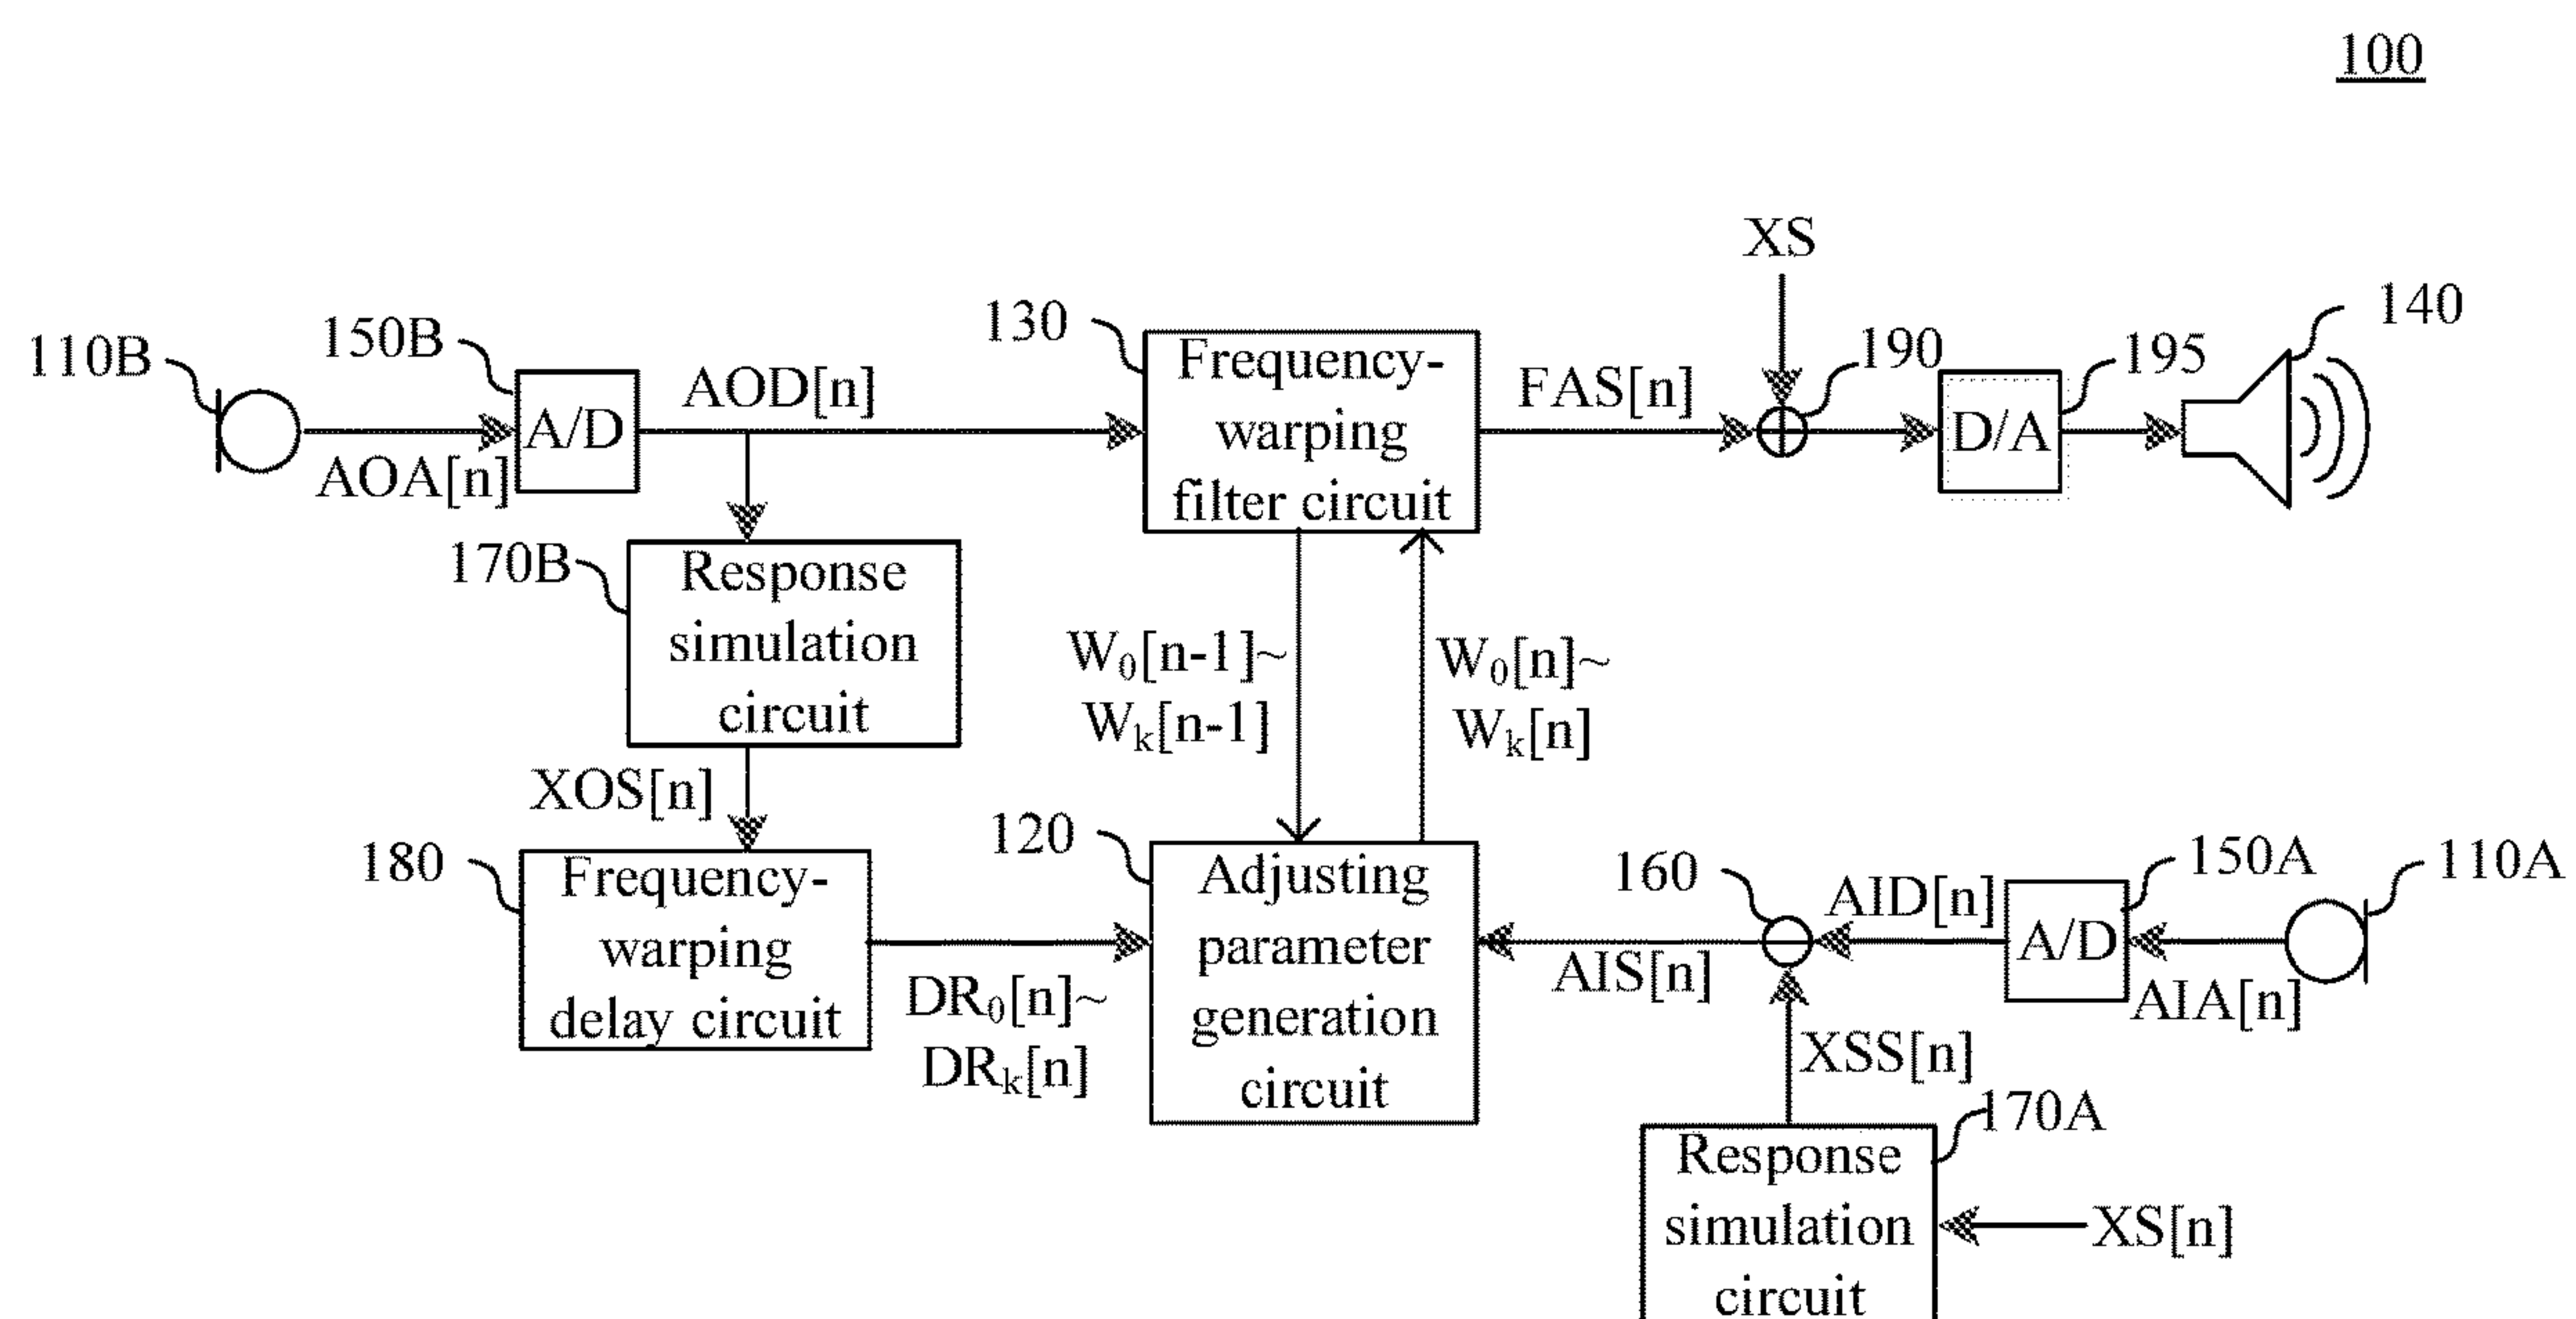 100
XS
110B
150B
A/D
AOA[n]
AOD[n]
130
Frequency-
warping
filter circuit
FAS[n]
190
D/A
195
140
170B
Response
simulation
circuit
XOS[n]
W₀[n-1]~
Wₖ[n-1]
W₀[n]~
Wₖ[n]
180
Frequency-
warping
delay circuit
DR₀[n]~
DRₖ[n]
120
Adjusting
parameter
generation
circuit
160
AIS[n]
AID[n]
150A
A/D
110A
AIA[n]
XSS[n]
170A
Response
simulation
circuit
XS[n]